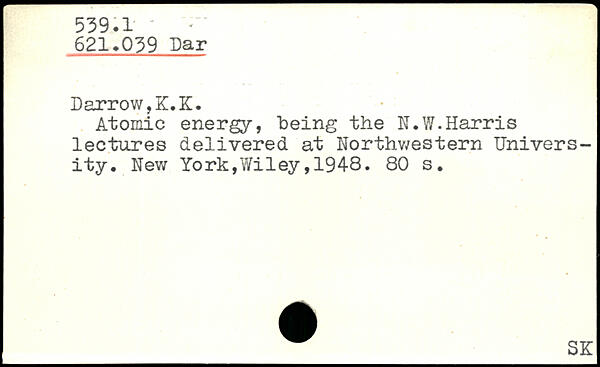 539.1
621.039 Dar
Darrow,K.K.
Atomic energy, being the N.W.Harris
lectures delivered at Northwestern Univers-
ity. New York,Wiley,1948. 80 s.
SK